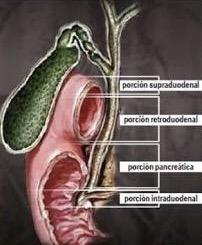 porción supraduodenal
porción retroduodenal
porción pancreática
porción intraduodenal